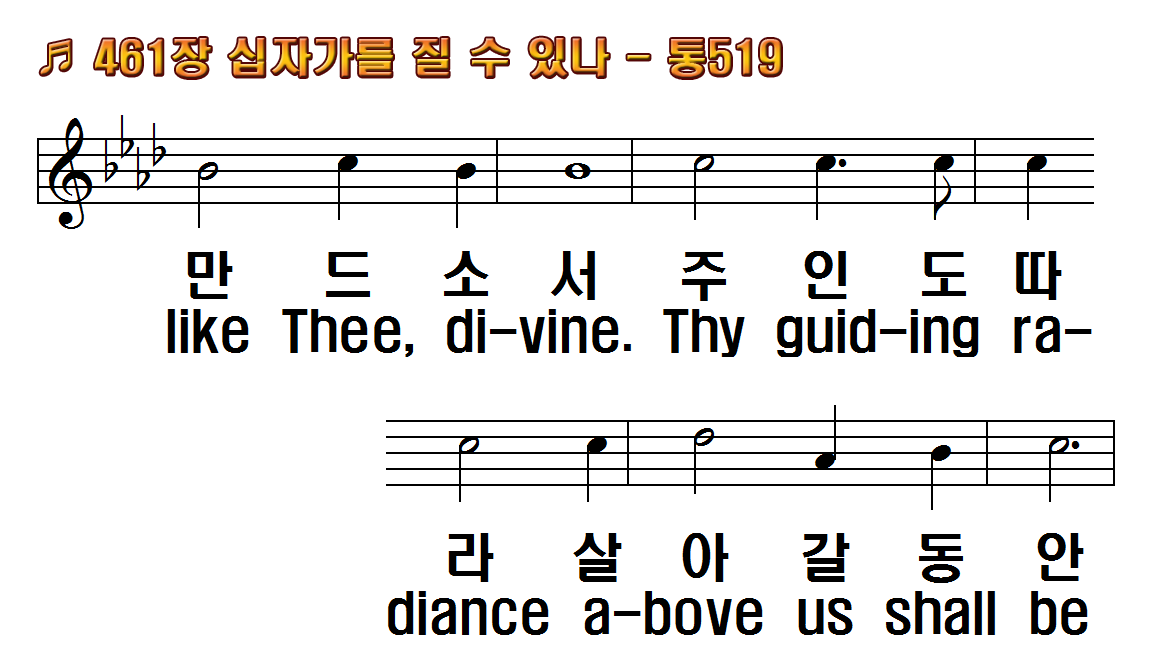 461장 십자가를 질 수 있나 - 통519
만 드 소 서 주 인 도 따
like Thee, di-vine. Thy guid-ing ra-
라 살 아 갈 동 안
diance a-bove us shall be